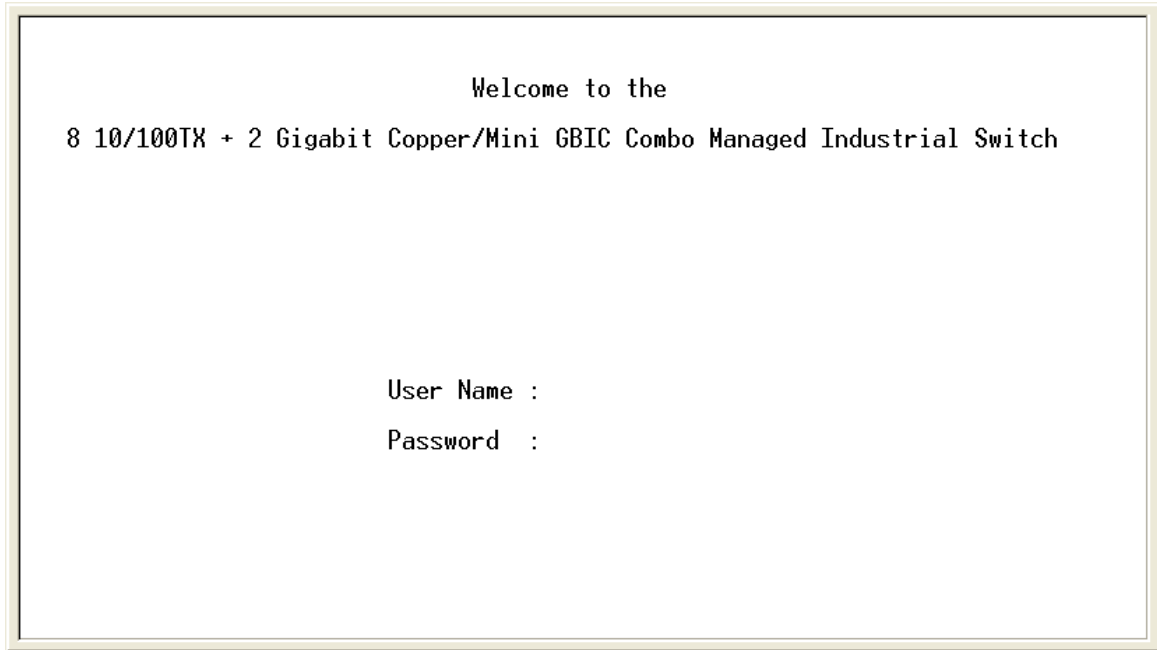 Welcome to the
8 10/100TX + 2 Gigabit Copper/Mini GBIC Combo Managed Industrial Switch
User Name :
Password :